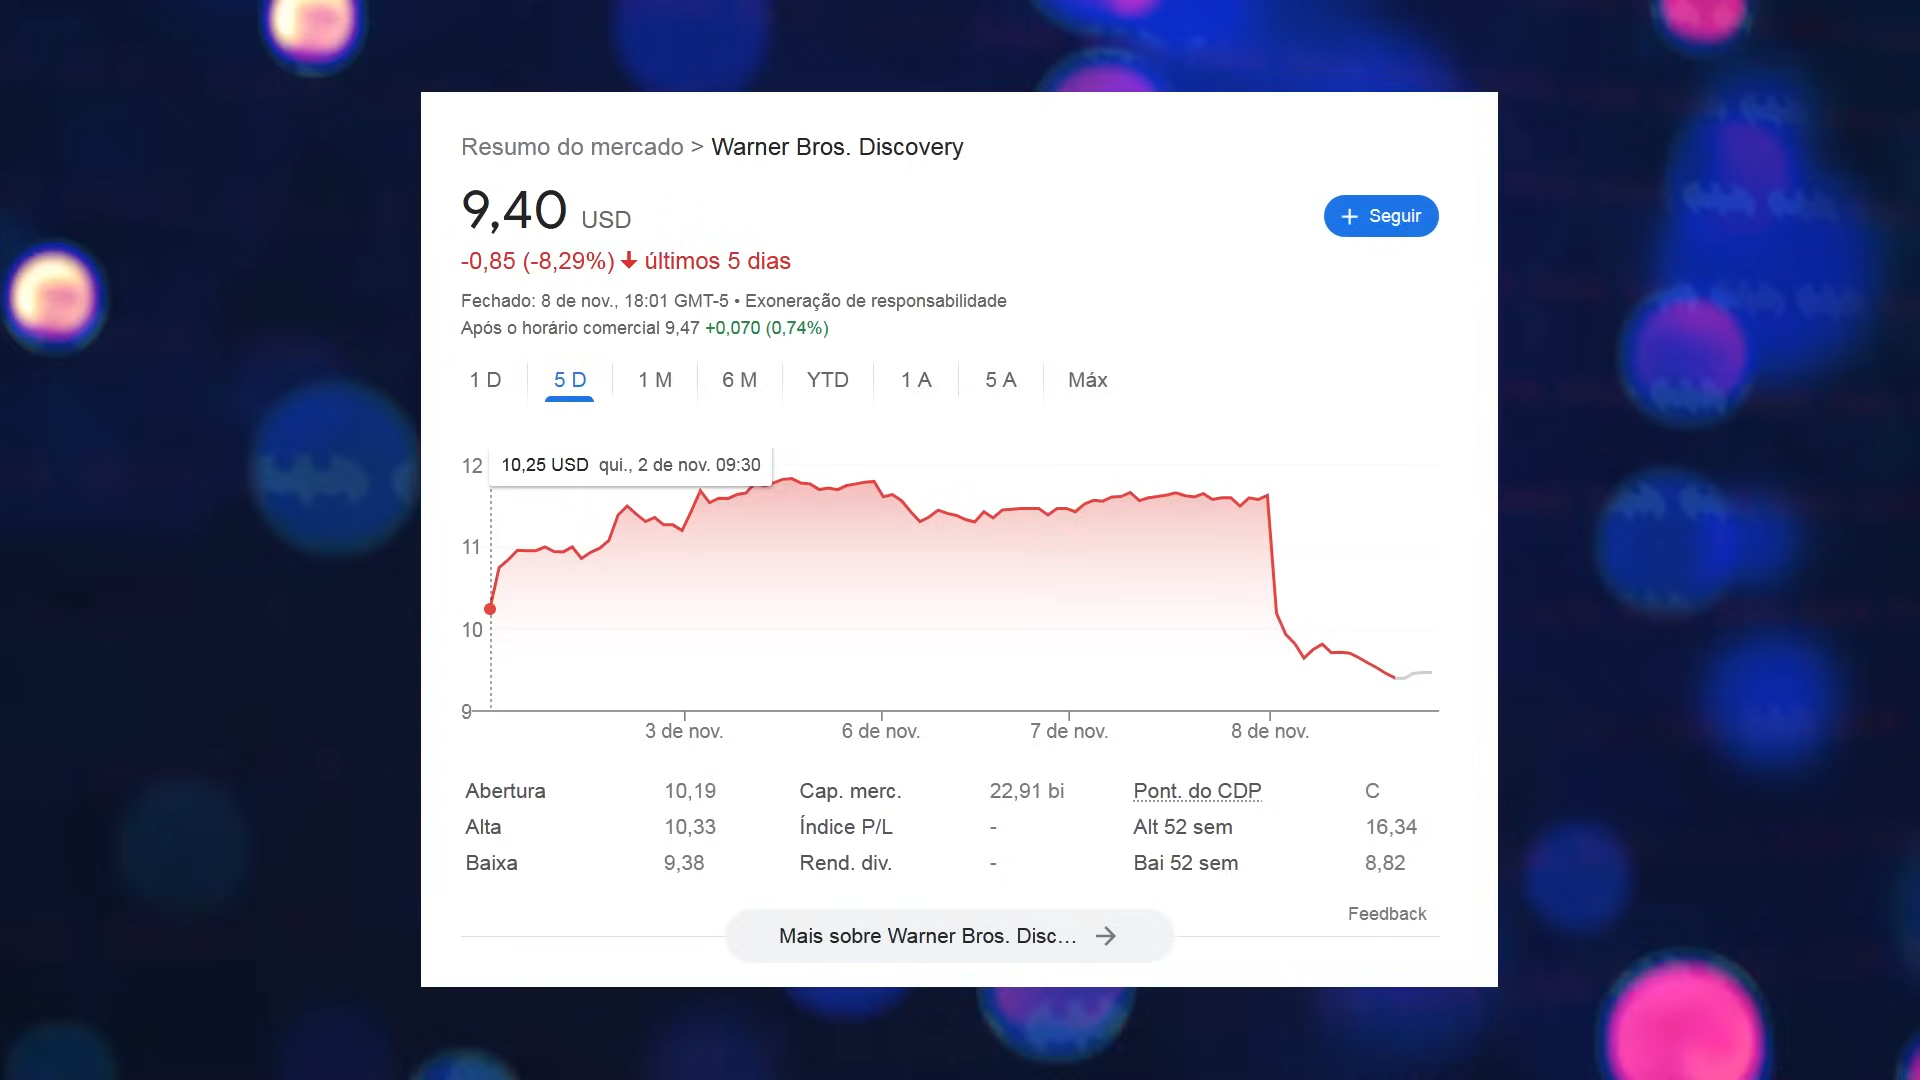 Resumo do mercado > Warner Bros. Discovery
9,40 USD
+ Seguir
-0,85 (-8,29%) ↓ últimos 5 dias
Fechado: 8 de nov., 18:01 GMT-5 • Exoneração de responsabilidade
Após o horário comercial 9,47 +0,070 (0,74%)
1 D 5 D 1 M 6 M YTD 1 A 5 A Máx
10,25 USD qui., 2 de nov. 09:30
12
11
10
9
3 de nov. 6 de nov. 7 de nov. 8 de nov.
Abertura 10,19 Cap. merc. 22,91 bi Pont. do CDP C
Alta 10,33 Índice P/L - Alt 52 sem 16,34
Baixa 9,38 Rend. div. - Bai 52 sem 8,82
Feedback
Mais sobre Warner Bros. Disc... →